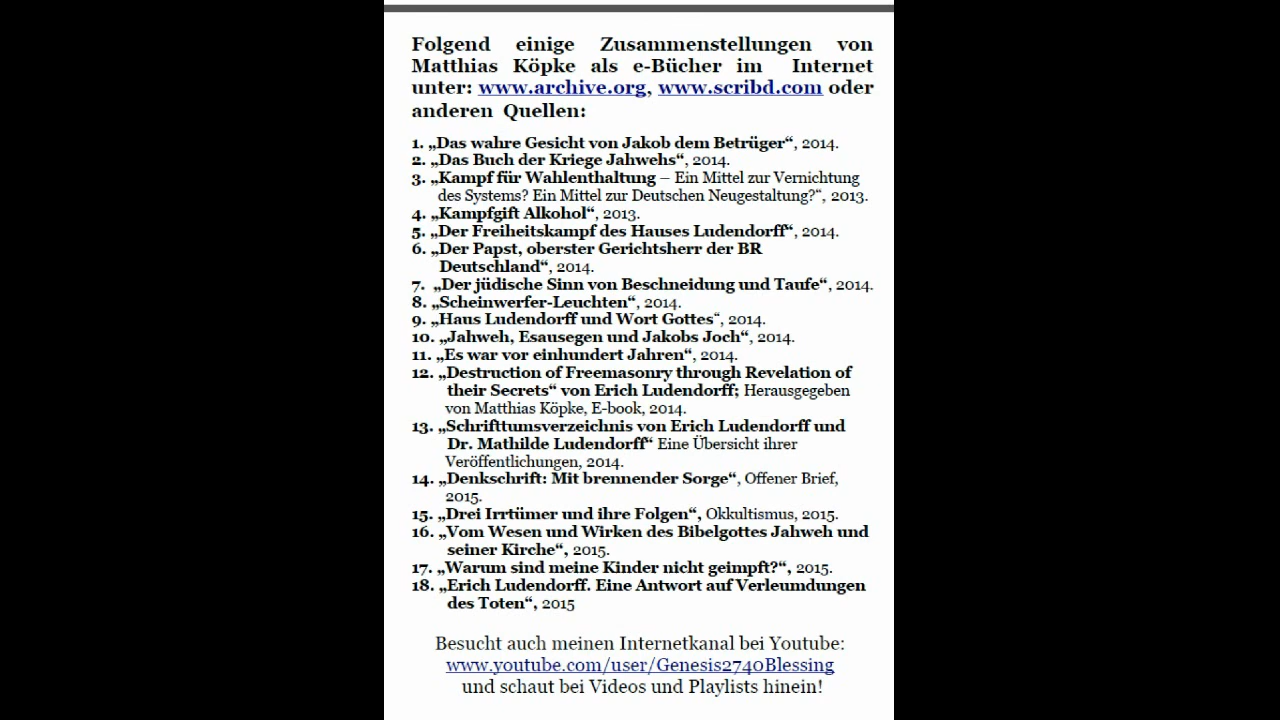 Folgend einige Zusammenstellungen von
Matthias Köpke als e-Bücher im Internet
unter: www.archive.org, www.scribd.com oder
anderen Quellen:
1. „Das wahre Gesicht von Jakob dem Betrüger“, 2014.
2. „Das Buch der Kriege Jahwehs“, 2014.
3. „Kampf für Wahlenthaltung – Ein Mittel zur Vernichtung
des Systems? Ein Mittel zur Deutschen Neugestaltung?“, 2013.
4. „Kampfgift Alkohol“, 2013.
5. „Der Freiheitskampf des Hauses Ludendorff“, 2014.
6. „Der Papst, oberster Gerichtsherr der BR
Deutschland“, 2014.
7. „Der jüdische Sinn von Beschneidung und Taufe“, 2014.
8. „Scheinwerfer-Leuchten“, 2014.
9. „Haus Ludendorff und Wort Gottes“, 2014.
10. „Jahweh, Esausegen und Jakobs Joch“, 2014.
11. „Es war vor einhundert Jahren“, 2014.
12. „Destruction of Freemasonry through Revelation of
their Secrets“ von Erich Ludendorff; Herausgegeben
von Matthias Köpke, E-book, 2014.
13. „Schrifttumsverzeichnis von Erich Ludendorff und
Dr. Mathilde Ludendorff“ Eine Übersicht ihrer
Veröffentlichungen, 2014.
14. „Denkschrift: Mit brennender Sorge“, Offener Brief,
2015.
15. „Drei Irrtümer und ihre Folgen“, Okkultismus, 2015.
16. „Vom Wesen und Wirken des Bibelgottes Jahweh und
seiner Kirche“, 2015.
17. „Warum sind meine Kinder nicht geimpft?“, 2015.
18. „Erich Ludendorff. Eine Antwort auf Verleumdungen
des Toten“, 2015
Besucht auch meinen Internetkanal bei Youtube:
www.youtube.com/user/Genesis2740Blessing
und schaut bei Videos und Playlists hinein!